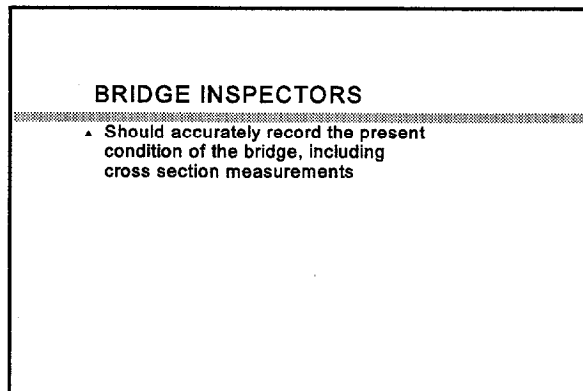 BRIDGE INSPECTORS
▲ Should accurately record the present
condition of the bridge, including
cross section measurements